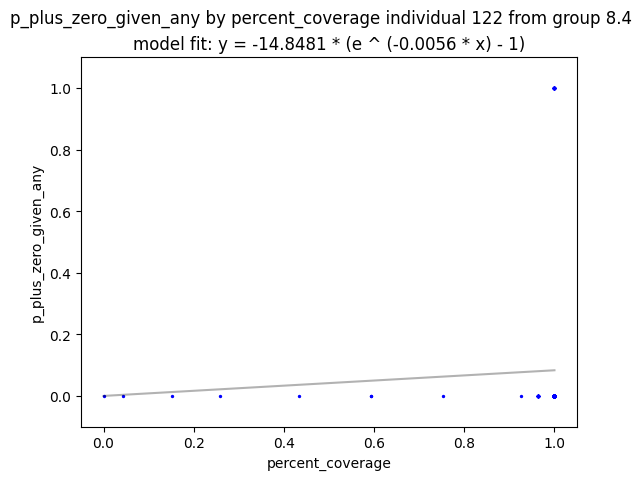 p_plus_zero_given_any by percent_coverage individual 122 from group 8.4
model fit: y = -14.8481 * (e ^ (-0.0056 * x) - 1)
1.0
0.8
0.6
0.4
0.2
0.0
p_plus_zero_given_any
0.0 0.2 0.4 0.6 0.8 1.0
percent_coverage